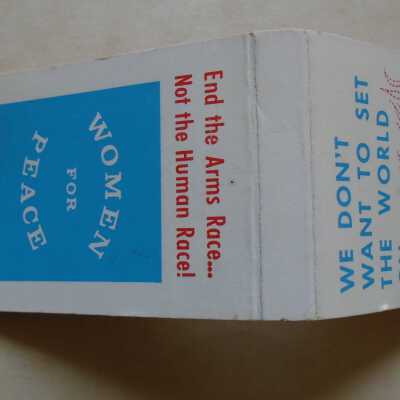 WOMEN
FOR
PEACE
End the Arms Race...
Not the Human Race!
WE DON'T
WANT TO SET
THE WORLD